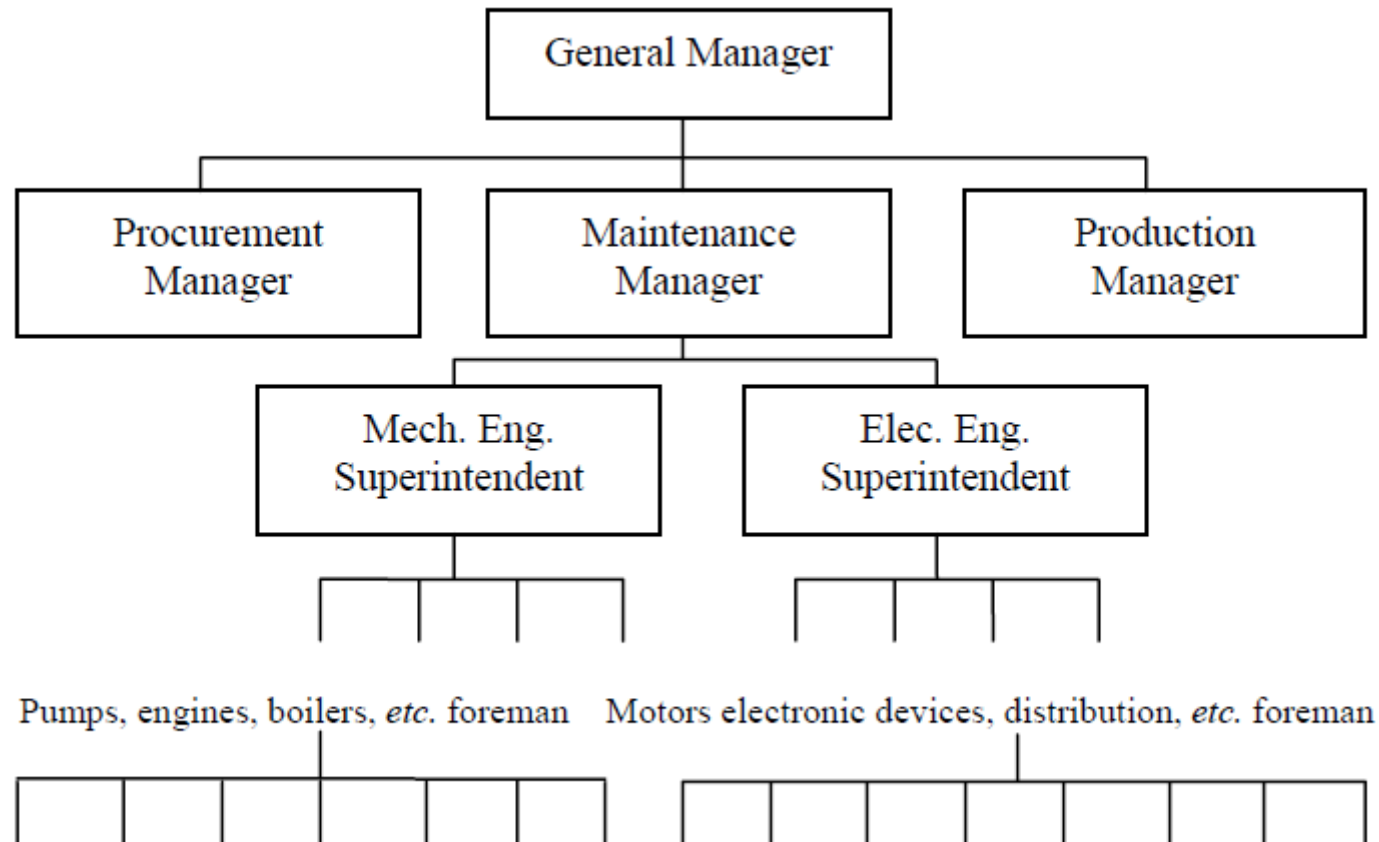 General Manager
Procurement
Manager
Maintenance
Manager
Production
Manager
Mech. Eng.
Superintendent
Elec. Eng.
Superintendent
Pumps, engines, boilers, etc. foreman
Motors electronic devices, distribution, etc. foreman